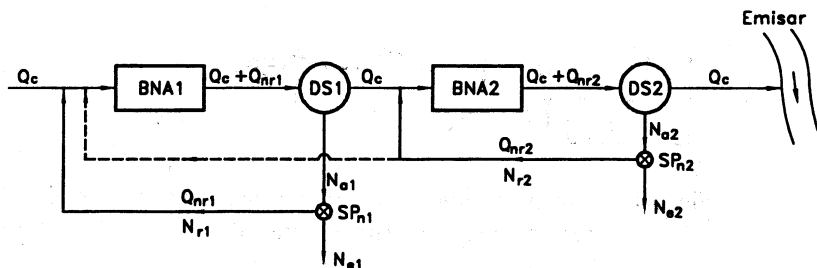 Emisar
Qc
BNA1
Qc+Qnr1
DS1
Qc
BNA2
Qc+Qnr2
DS2
Qc
Na2
Qnr2
SPn2
Nr2
Na1
Qnr1
SPn1
Nr1
Ne2
Ne1